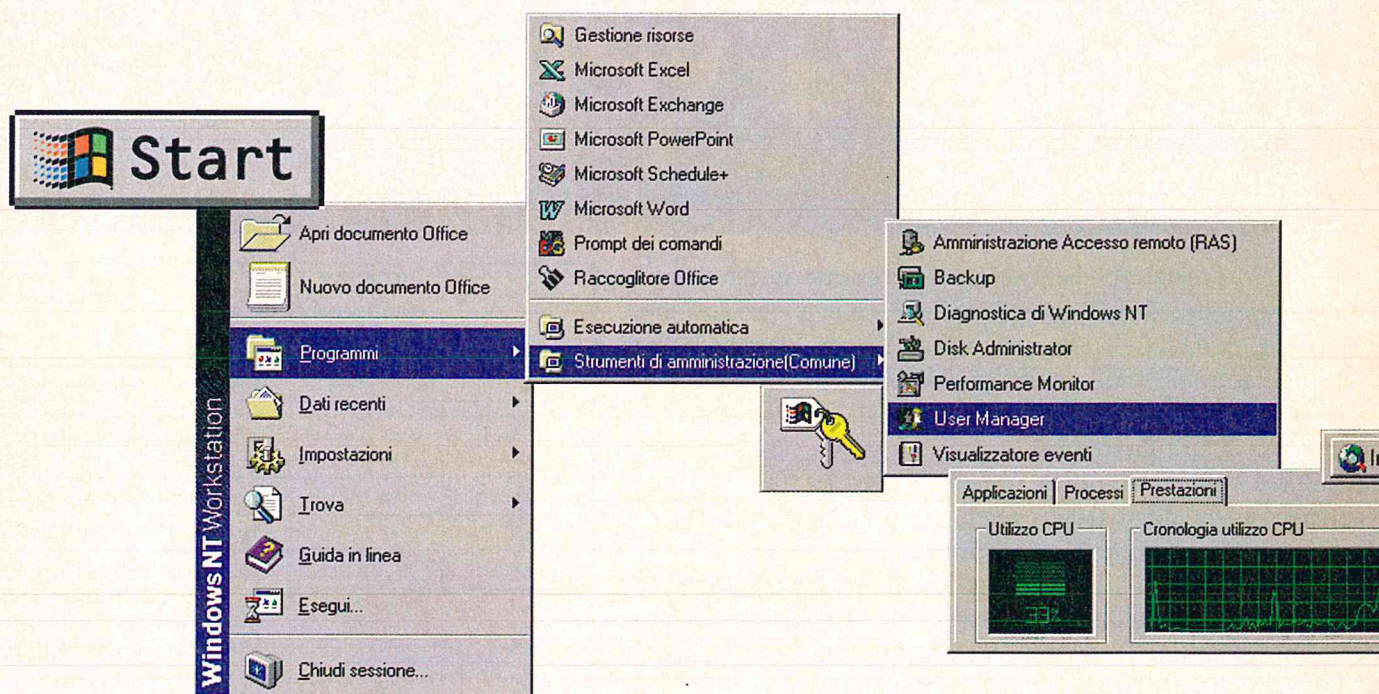 Start
Apri documento Office
Nuovo documento Office
Programmi
Dati recenti
Impostazioni
Trova
Guida in linea
Esegui...
Chiudi sessione...
Windows NT Workstation
Gestione risorse
Microsoft Excel
Microsoft Exchange
Microsoft PowerPoint
Microsoft Schedule+
Microsoft Word
Prompt dei comandi
Raccoglitore Office
Esecuzione automatica
Strumenti di amministrazione(Comune)
Amministrazione Accesso remoto (RAS)
Backup
Diagnostica di Windows NT
Disk Administrator
Performance Monitor
User Manager
Visualizzatore eventi
Applicazioni Processi Prestazioni
Utilizzo CPU
Cronologia utilizzo CPU
33%